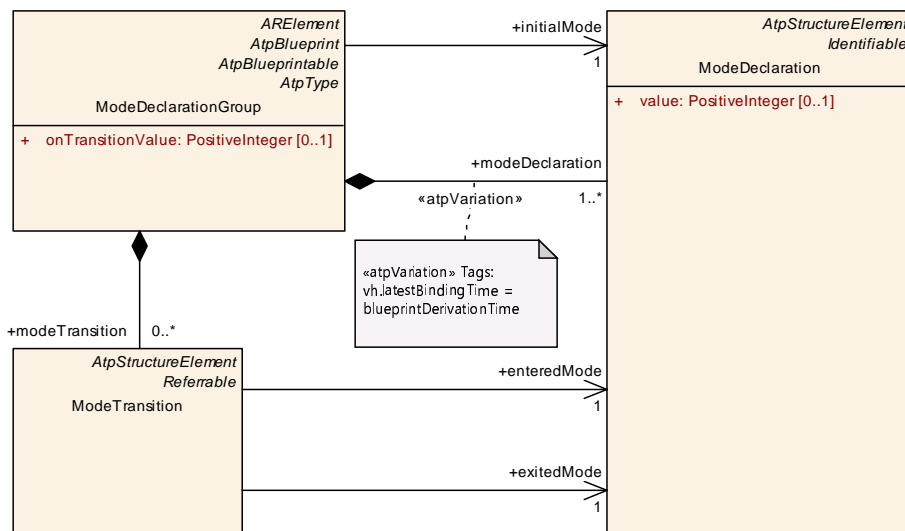 ARElement
AtpBlueprint
AtpBlueprintable
AtpType
ModeDeclarationGroup
+ onTransitionValue: PositiveInteger [0..1]
+initialMode
1
AtpStructureElement
Identifiable
ModeDeclaration
+ value: PositiveInteger [0..1]
+modeDeclaration
«atpVariation»
1..*
«atpVariation» Tags:
vh.latestBindingTime =
blueprintDerivationTime
+modeTransition
0..*
AtpStructureElement
Referrable
ModeTransition
+enteredMode
1
+exitedMode
1